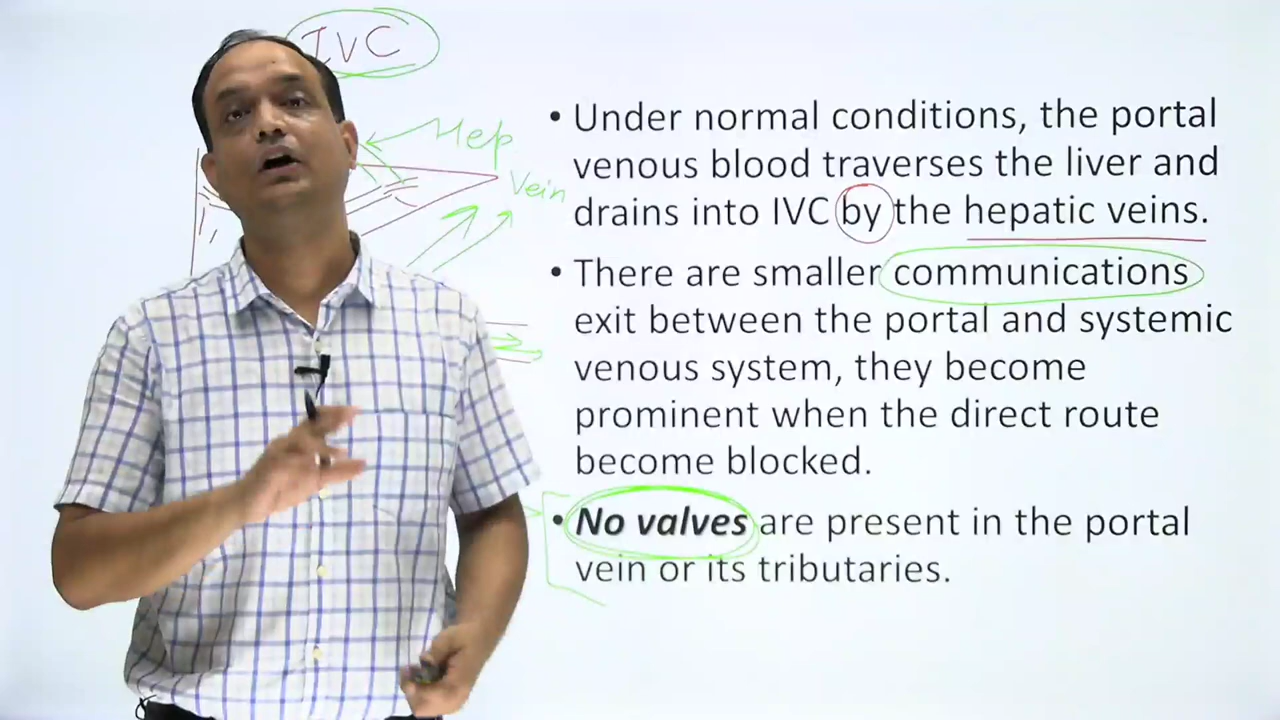 IVC
Hep
Vein
• Under normal conditions, the portal
venous blood traverses the liver and
drains into IVC by the hepatic veins.
• There are smaller communications
exit between the portal and systemic
venous system, they become
prominent when the direct route
become blocked.
• No valves are present in the portal
vein or its tributaries.